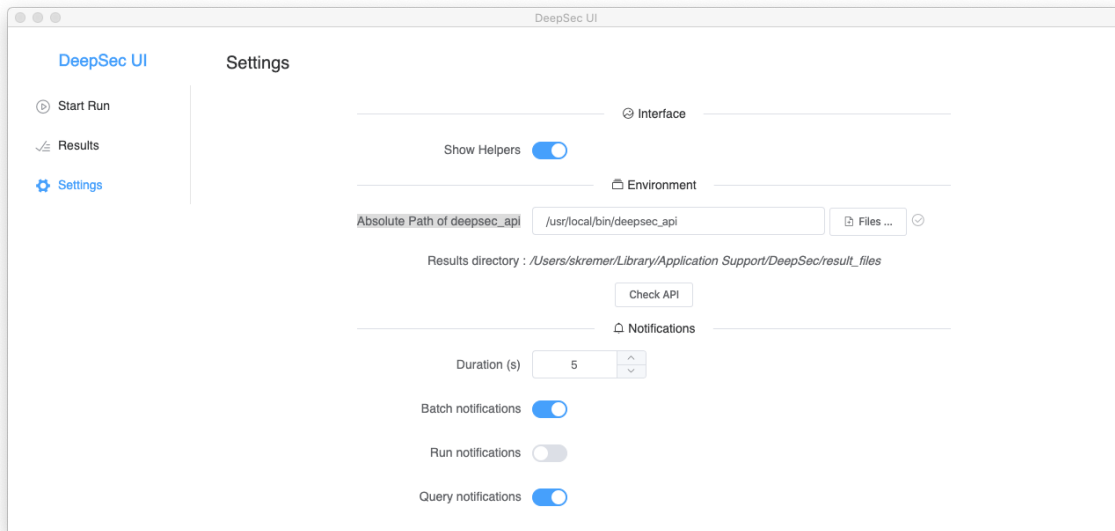 DeepSec UI
DeepSec UI
Settings
Start Run
Results
Settings
Interface
Show Helpers
Environment
Absolute Path of deepsec_api /usr/local/bin/deepsec_api Files ...
Results directory : /Users/skremer/Library/Application Support/DeepSec/result_files
Check API
Notifications
Duration (s) 5
Batch notifications
Run notifications
Query notifications